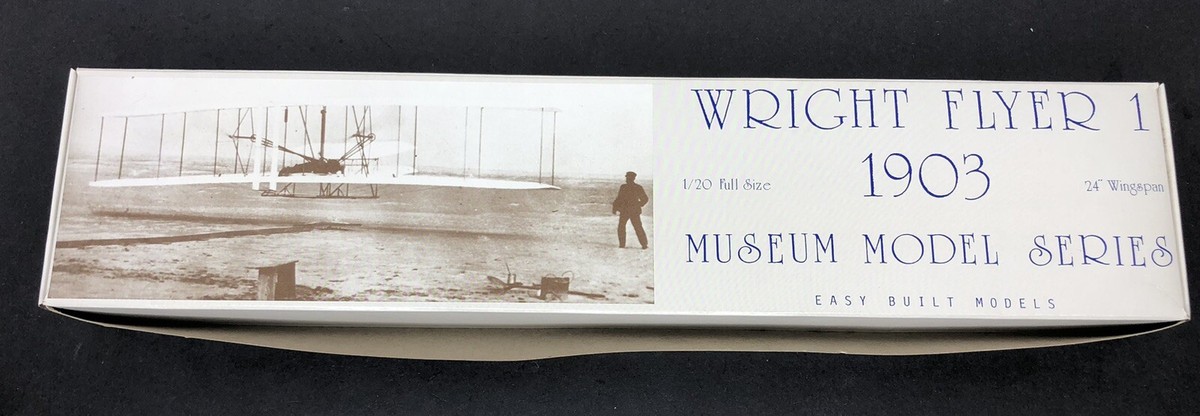 WRIGHT FLYER 1
1903
1/20 Full Size
24" Wingspan
MUSEUM MODEL SERIES
EASY BUILT MODELS